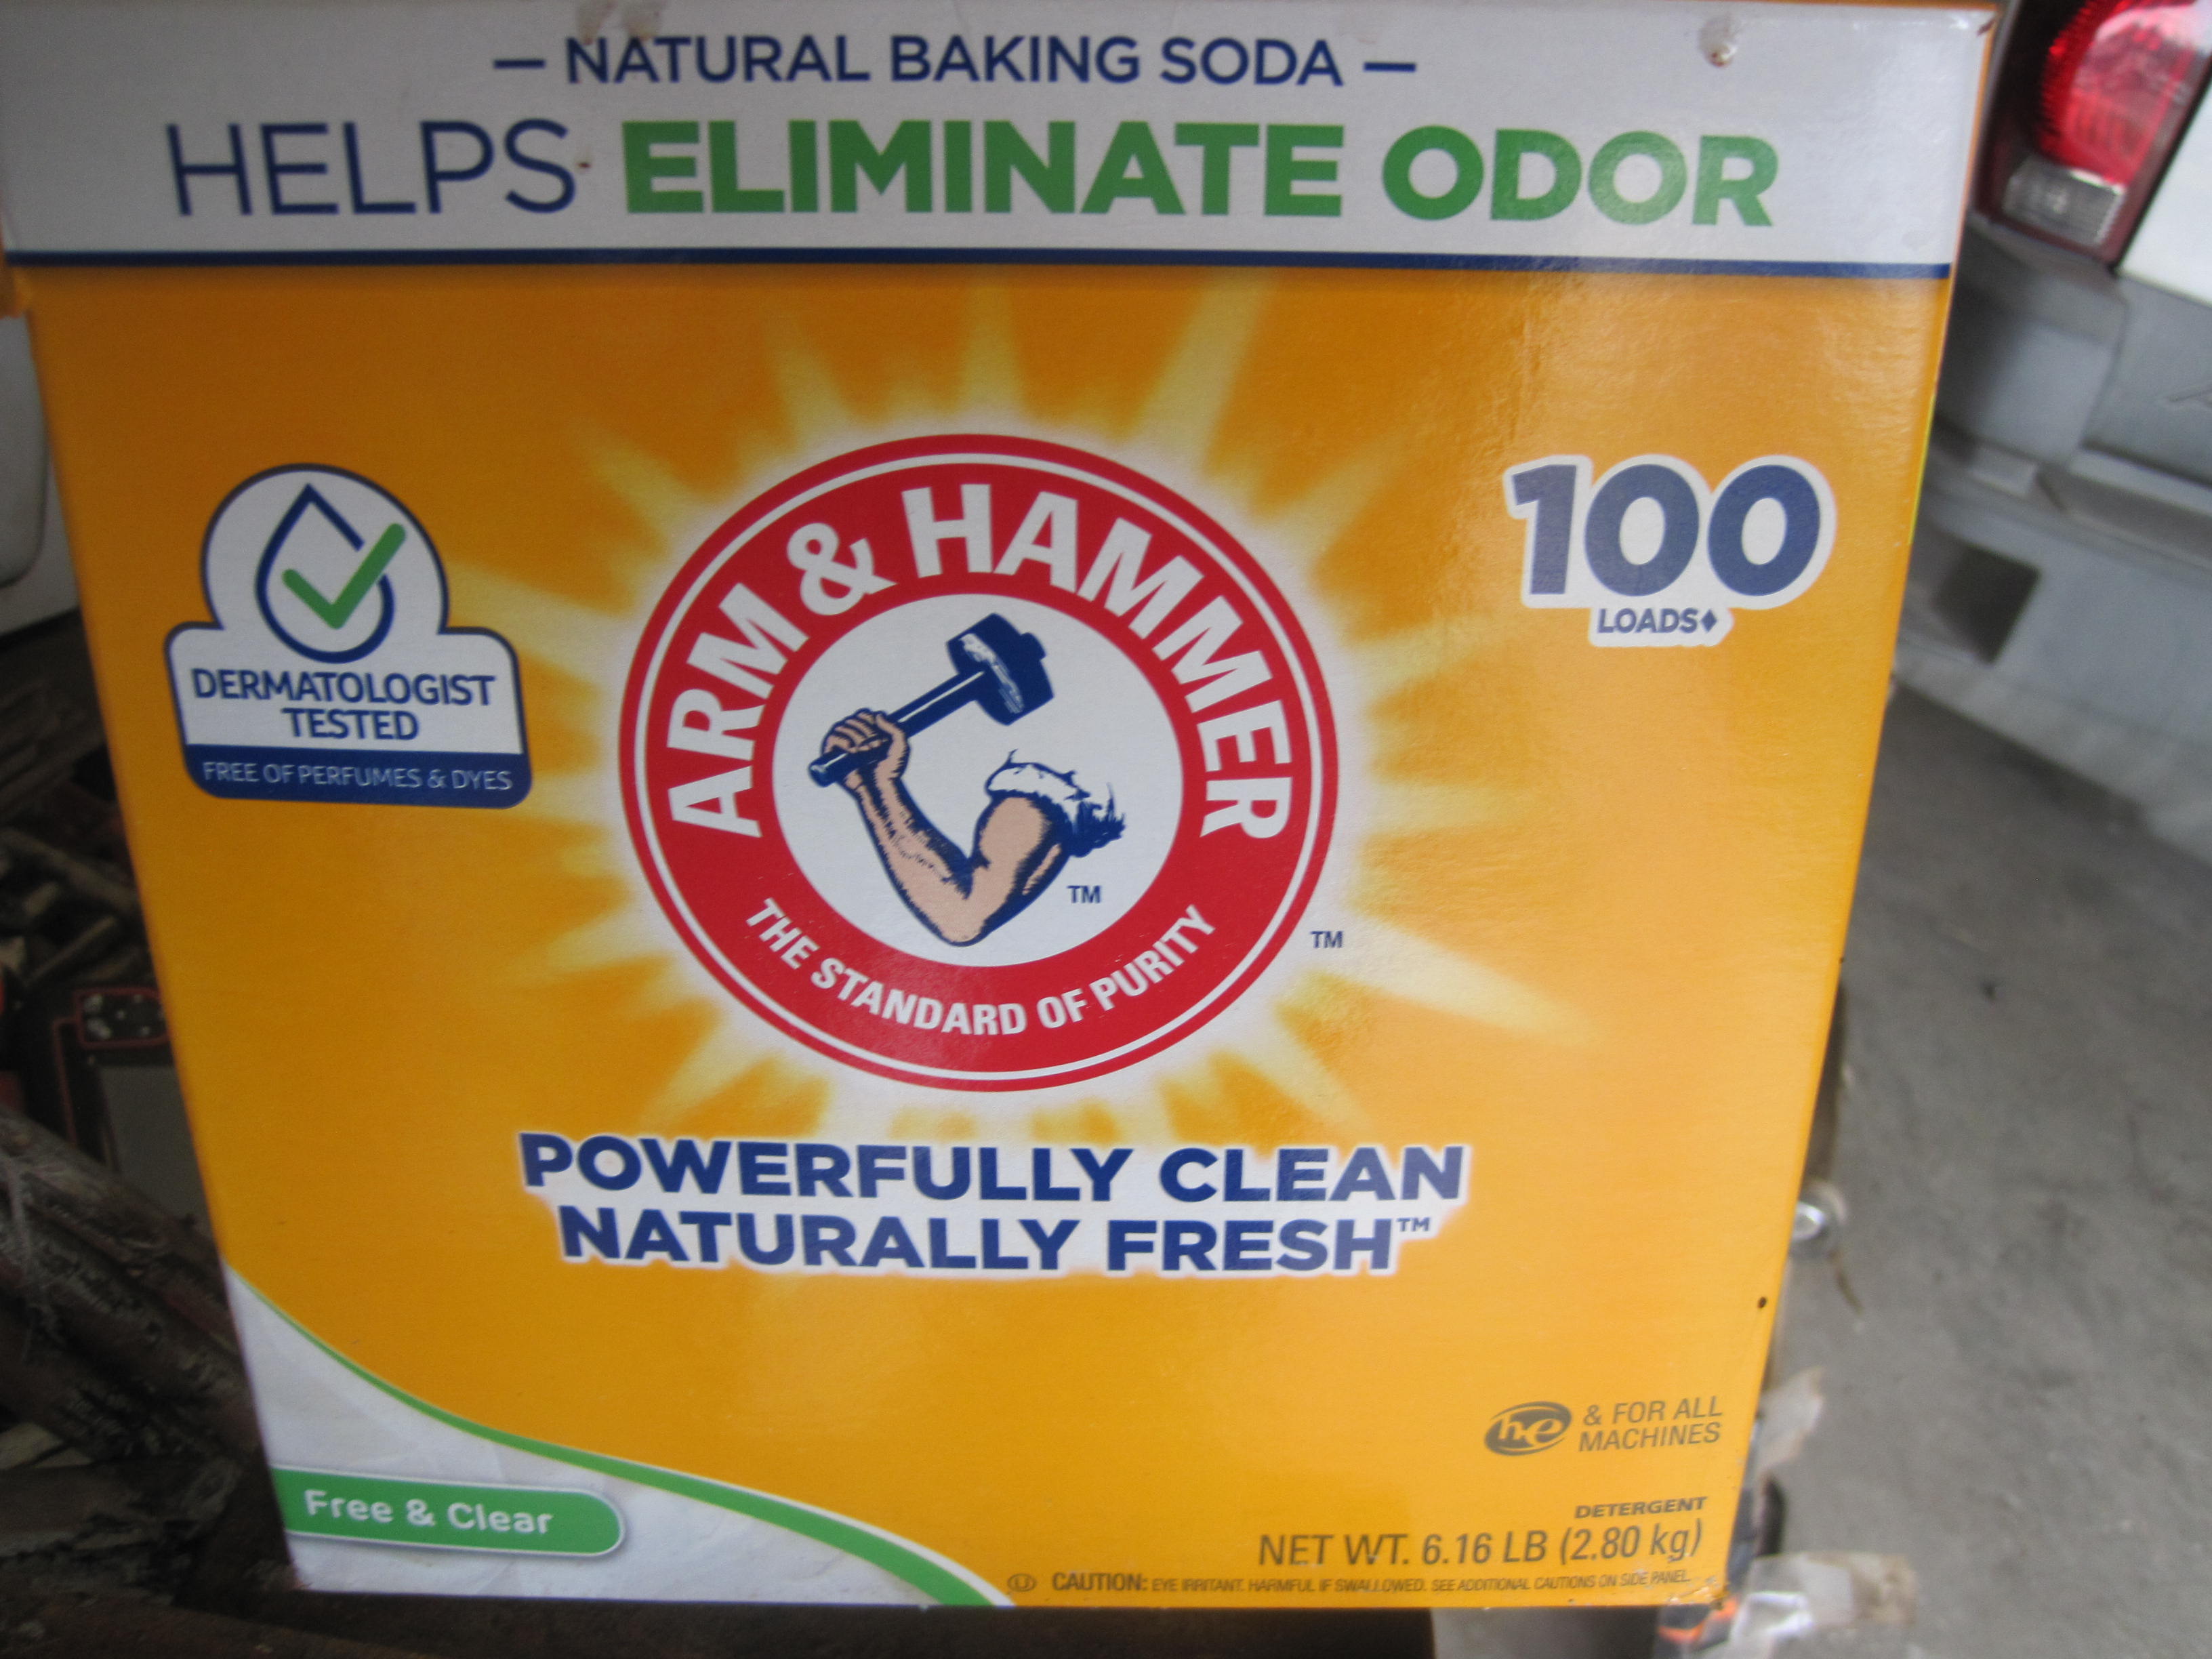 — NATURAL BAKING SODA —
HELPS ELIMINATE ODOR
100
LOADS♦
DERMATOLOGIST
TESTED
FREE OF PERFUMES & DYES
ARM & HAMMER
TM
THE STANDARD OF PURITY
TM
POWERFULLY CLEAN
NATURALLY FRESH™
he & FOR ALL
MACHINES
Free & Clear
DETERGENT
NET WT. 6.16 LB (2.80 kg)
U CAUTION: EYE IRRITANT. HARMFUL IF SWALLOWED. SEE ADDITIONAL CAUTIONS ON SIDE PANEL.